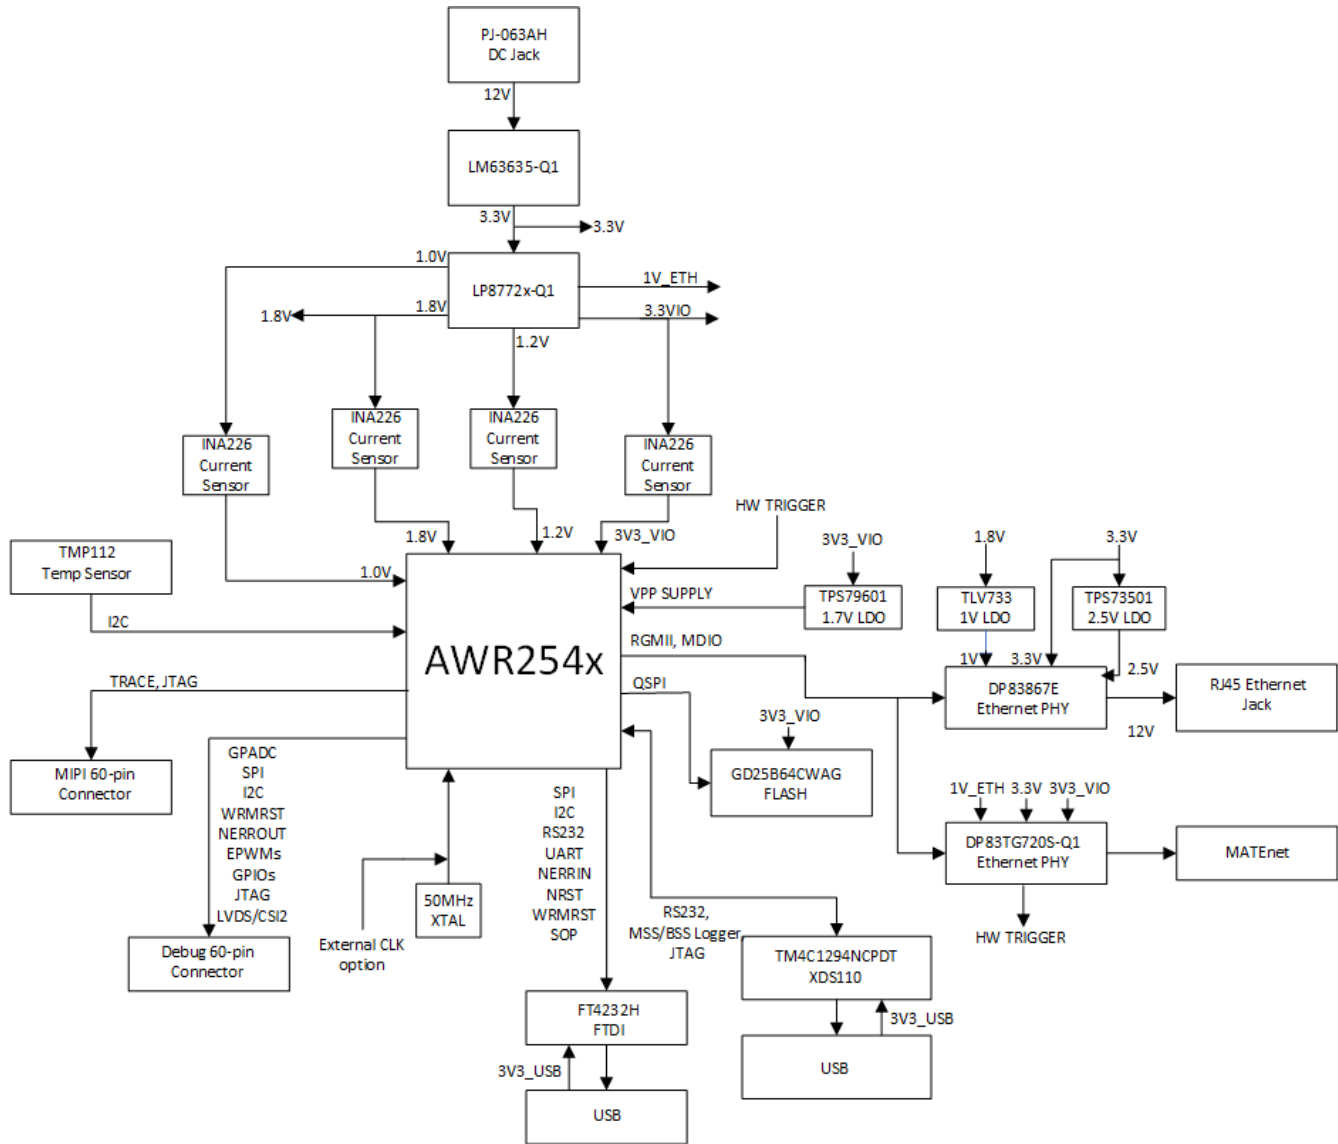 PJ-063AH
DC Jack
12V
LM63635-Q1
3.3V
3.3V
1.0V
LP8772x-Q1
1V_ETH
1.8V
1.8V
3.3VIO
1.2V
INA226
Current
Sensor
INA226
Current
Sensor
INA226
Current
Sensor
INA226
Current
Sensor
HW TRIGGER
1.8V
1.2V
3V3_VIO
TMP112
Temp Sensor
1.0V
I2C
3V3_VIO
1.8V
3.3V
VPP SUPPLY
TPS79601
1.7V LDO
TLV733
1V LDO
TPS73501
2.5V LDO
AWR254x
RGMII, MDIO
1V
3.3V
2.5V
DP83867E
Ethernet PHY
RJ45 Ethernet
Jack
12V
TRACE, JTAG
QSPI
3V3_VIO
MIPI 60-pin
Connector
GD25B64CWAG
FLASH
GPADC
SPI
I2C
WRMRST
NERROUT
EPWMs
GPIOs
JTAG
LVDS/CSI2
SPI
I2C
RS232
UART
NERRIN
NRST
WRMRST
SOP
1V_ETH
3.3V
3V3_VIO
DP83TG720S-Q1
Ethernet PHY
MATEnet
50MHz
XTAL
External CLK
option
RS232,
MSS/BSS Logger,
JTAG
HW TRIGGER
Debug 60-pin
Connector
TM4C1294NCPDT
XDS110
FT4232H
FTDI
3V3_USB
USB
3V3_USB
USB